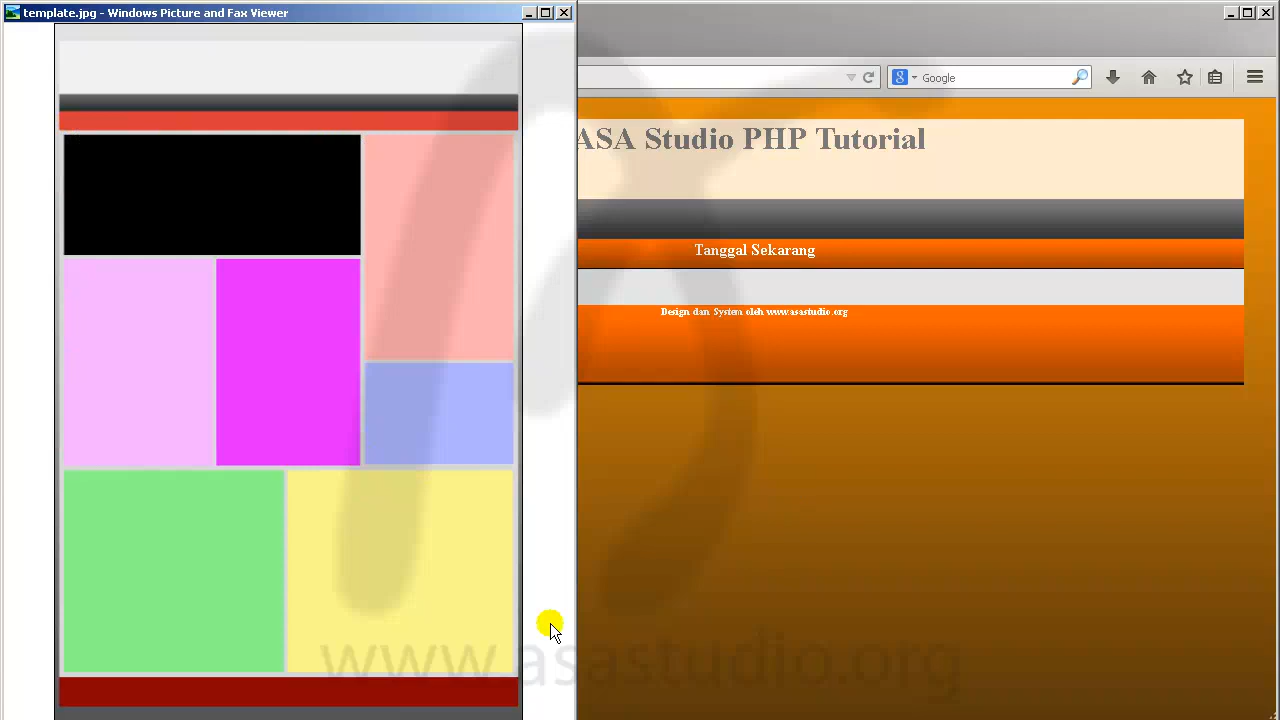 template.jpg - Windows Picture and Fax Viewer
Google
ASA Studio PHP Tutorial
Tanggal Sekarang
Design dan System oleh www.asastudio.org
www.asastudio.org